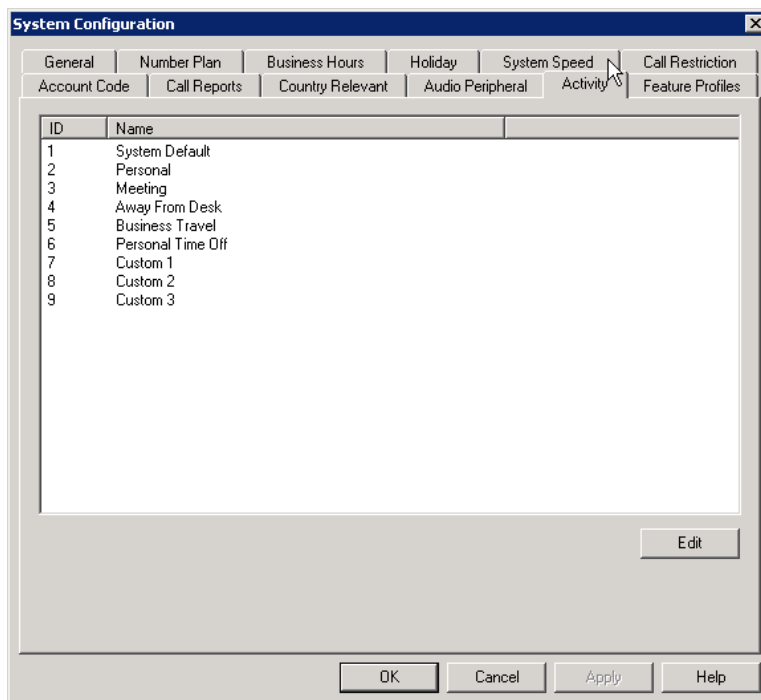 System Configuration
General Number Plan Business Hours Holiday System Speed Call Restriction
Account Code Call Reports Country Relevant Audio Peripheral Activity Feature Profiles
ID Name
1 System Default
2 Personal
3 Meeting
4 Away From Desk
5 Business Travel
6 Personal Time Off
7 Custom 1
8 Custom 2
9 Custom 3
Edit
OK Cancel Apply Help